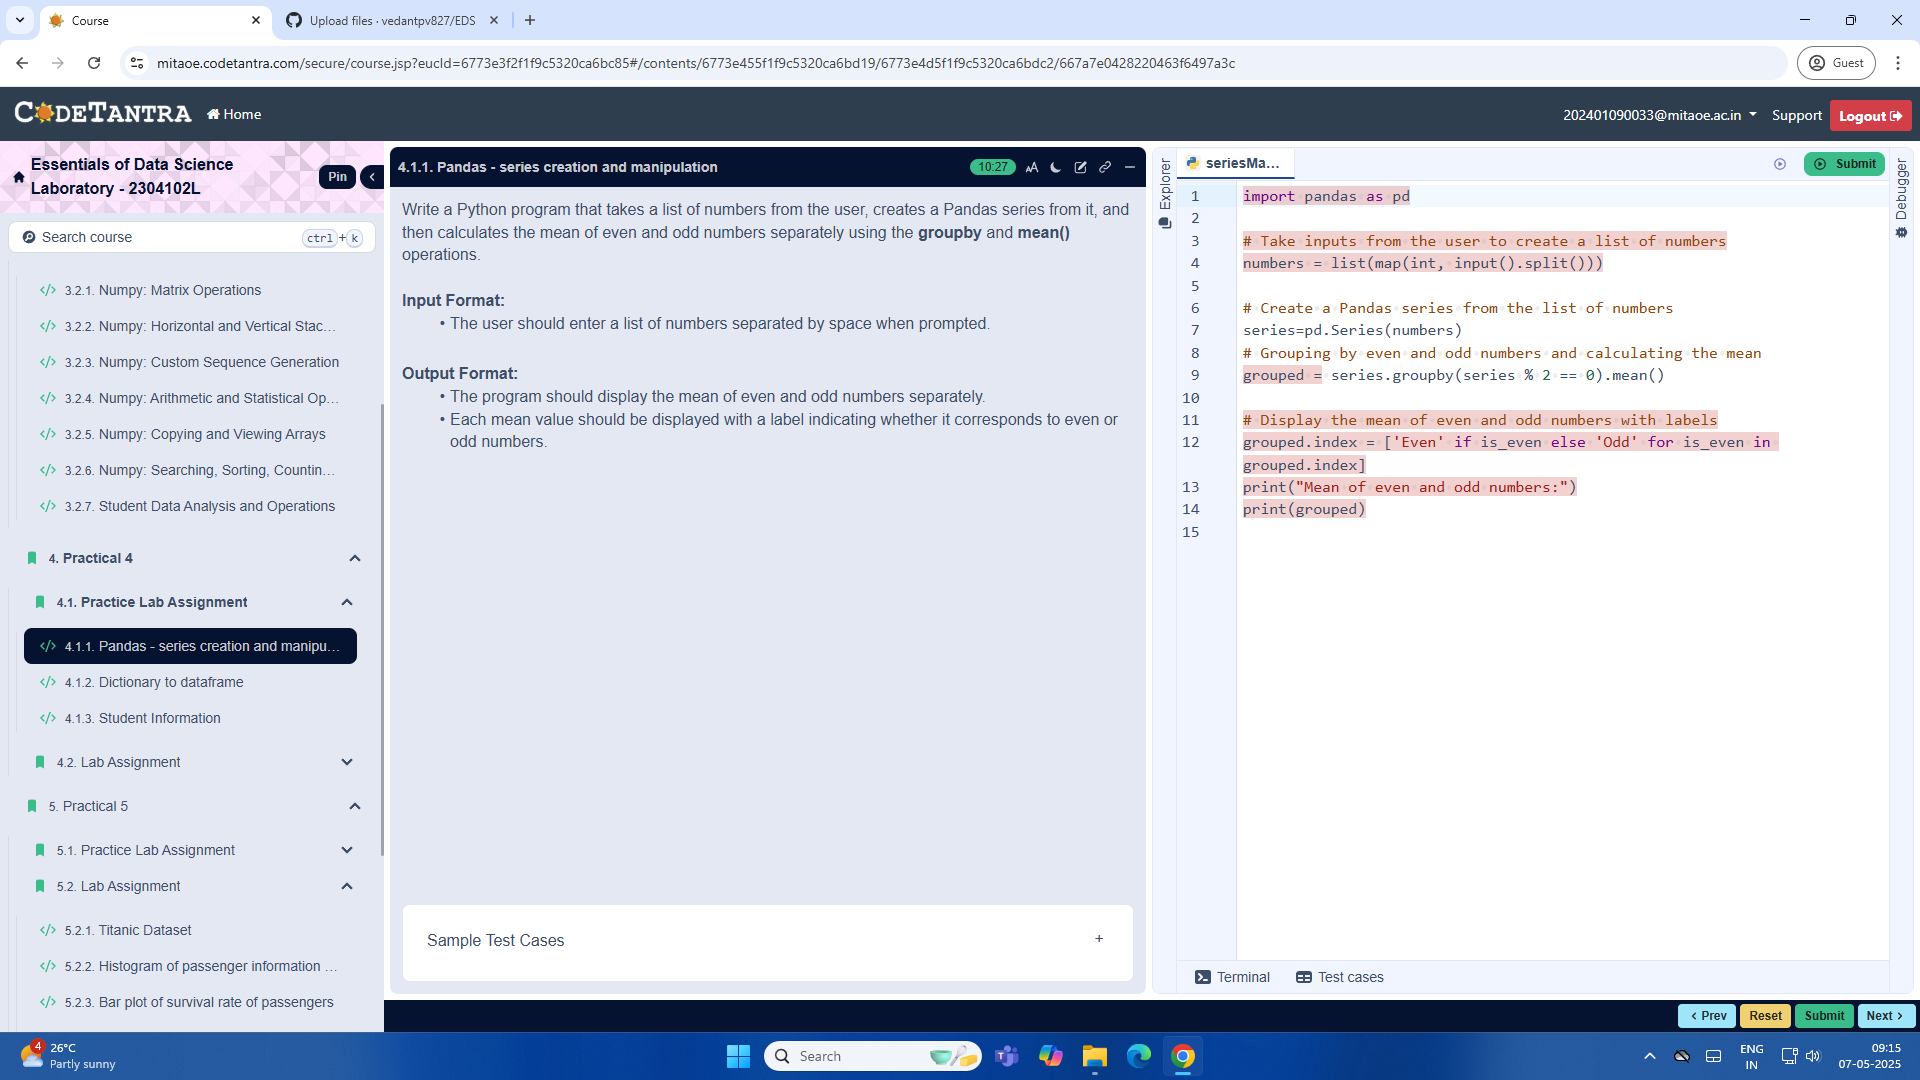 Course
Upload files · vedantpv827/EDS
mitaoe.codetantra.com/secure/course.jsp?eucId=6773e3f2f1f9c5320ca6bc85#/contents/6773e455f1f9c5320ca6bd19/6773e4d5f1f9c5320ca6bdc2/667a7e0428220463f6497a3c
Guest
CODETANTRA
Home
202401090033@mitaoe.ac.in
Support
Logout
Essentials of Data Science
Laboratory - 2304102L
Pin
Search course
ctrl + k
3.2.1. Numpy: Matrix Operations
3.2.2. Numpy: Horizontal and Vertical Stac...
3.2.3. Numpy: Custom Sequence Generation
3.2.4. Numpy: Arithmetic and Statistical Op...
3.2.5. Numpy: Copying and Viewing Arrays
3.2.6. Numpy: Searching, Sorting, Countin...
3.2.7. Student Data Analysis and Operations
4. Practical 4
4.1. Practice Lab Assignment
4.1.1. Pandas - series creation and manipu...
4.1.2. Dictionary to dataframe
4.1.3. Student Information
4.2. Lab Assignment
5. Practical 5
5.1. Practice Lab Assignment
5.2. Lab Assignment
5.2.1. Titanic Dataset
5.2.2. Histogram of passenger information ...
5.2.3. Bar plot of survival rate of passengers
4.1.1. Pandas - series creation and manipulation
10:27
AA
Write a Python program that takes a list of numbers from the user, creates a Pandas series from it, and
then calculates the mean of even and odd numbers separately using the groupby and mean()
operations.
Input Format:
• The user should enter a list of numbers separated by space when prompted.
Output Format:
• The program should display the mean of even and odd numbers separately.
• Each mean value should be displayed with a label indicating whether it corresponds to even or
odd numbers.
Sample Test Cases
+
Explorer
seriesMa...
Submit
Debugger
1 import pandas as pd
2
3 # Take inputs from the user to create a list of numbers
4 numbers = list(map(int, input().split()))
5
6 # Create a Pandas series from the list of numbers
7 series=pd.Series(numbers)
8 # Grouping by even and odd numbers and calculating the mean
9 grouped = series.groupby(series % 2 == 0).mean()
10
11 # Display the mean of even and odd numbers with labels
12 grouped.index = ['Even' if is_even else 'Odd' for is_even in
grouped.index]
13 print("Mean of even and odd numbers:")
14 print(grouped)
15
Terminal
Test cases
< Prev
Reset
Submit
Next >
4
26°C
Partly sunny
Search
ENG
IN
09:15
07-05-2025